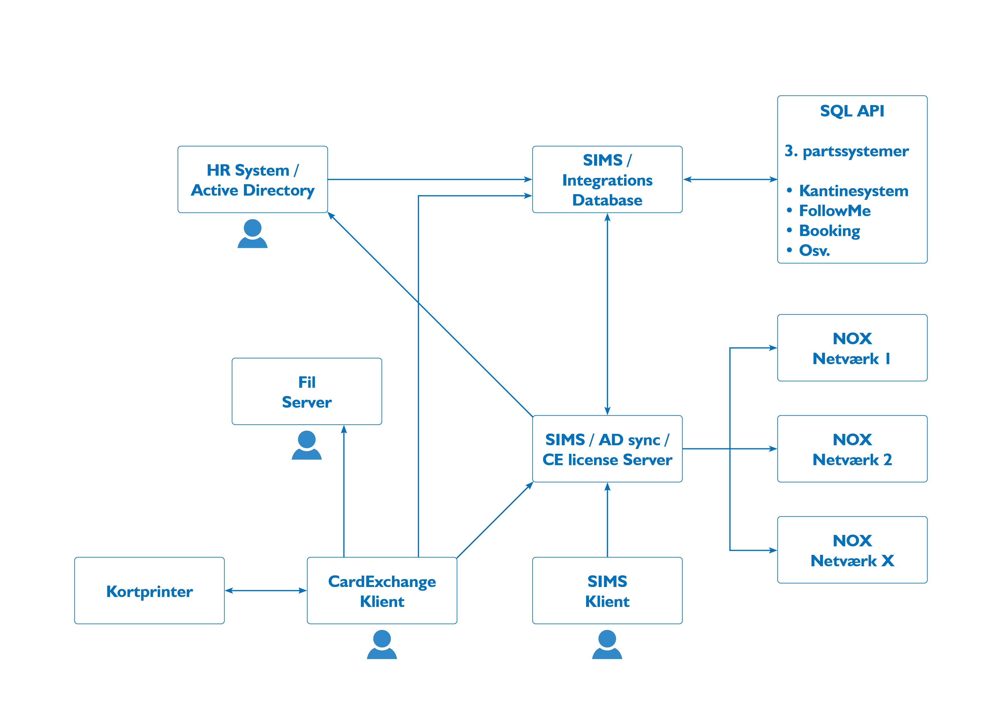 SQL API
3. partssystemer
• Kantinesystem
• FollowMe
• Booking
• Osv.
HR System /
Active Directory
SIMS /
Integrations
Database
NOX
Netværk 1
Fil
Server
SIMS / AD sync /
CE license Server
NOX
Netværk 2
NOX
Netværk X
Kortprinter
CardExchange
Klient
SIMS
Klient